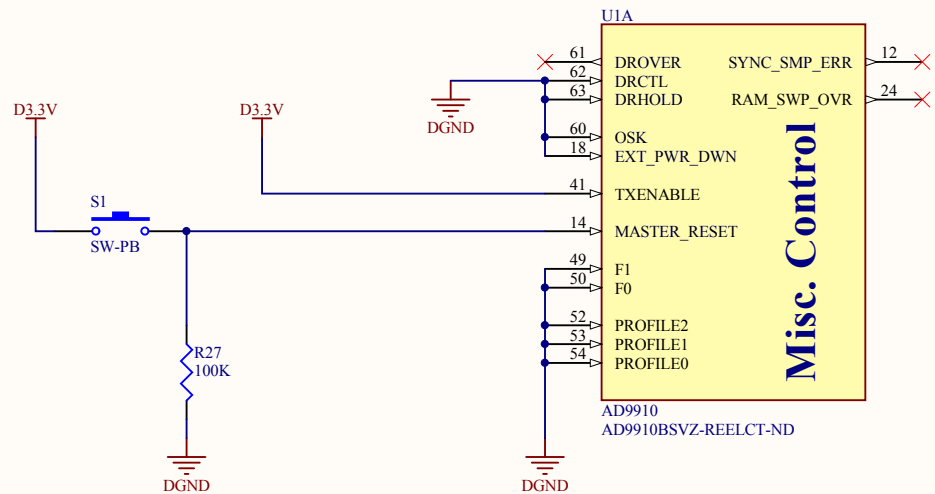 U1A
61
DROVER
SYNC_SMP_ERR
12
62
DRCTL
63
DRHOLD
RAM_SWP_OVR
24
DGND
D3.3V
D3.3V
60
OSK
18
EXT_PWR_DWN
41
TXENABLE
S1
SW-PB
14
MASTER_RESET
49
F1
50
F0
52
PROFILE2
53
PROFILE1
54
PROFILE0
Misc. Control
R27
100K
AD9910
AD9910BSVZ-REELCT-ND
DGND
DGND